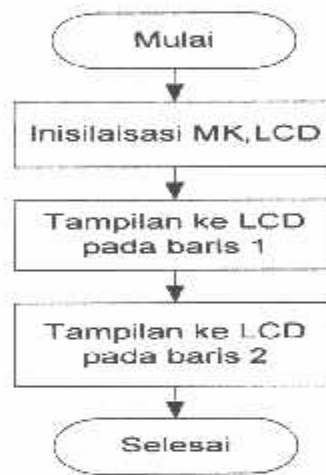 Mulai
Inisilaisasi MK,LCD
Tampilan ke LCD
pada baris 1
Tampilan ke LCD
pada baris 2
Selesai